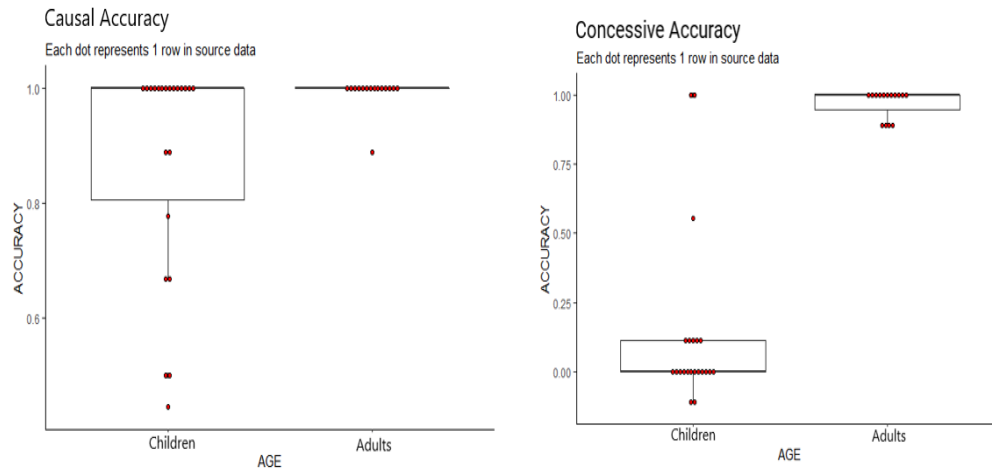 Causal Accuracy
Each dot represents 1 row in source data
1.0
0.8
0.6
ACCURACY
Children
Adults
AGE
Concessive Accuracy
Each dot represents 1 row in source data
1.00
0.75
0.50
0.25
0.00
ACCURACY
Children
Adults
AGE